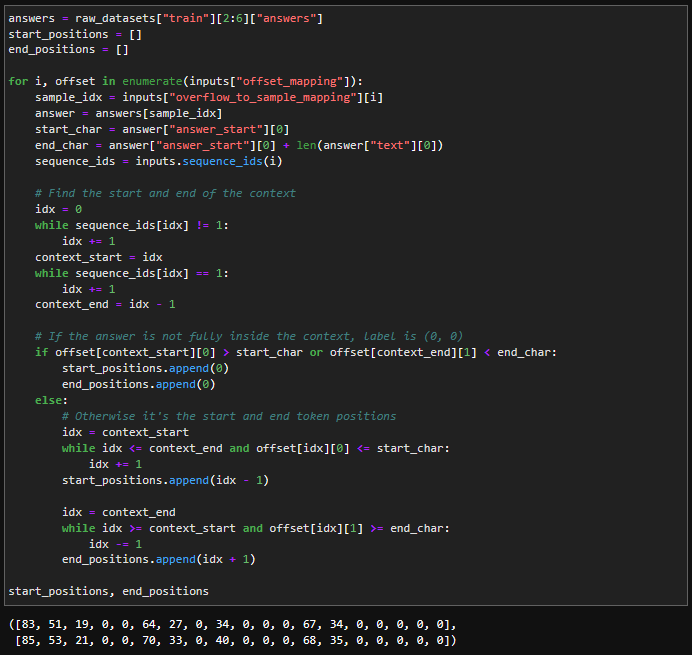 answers = raw_datasets["train"][2:6]["answers"]
start_positions = []
end_positions = []

for i, offset in enumerate(inputs["offset_mapping"]):
    sample_idx = inputs["overflow_to_sample_mapping"][i]
    answer = answers[sample_idx]
    start_char = answer["answer_start"][0]
    end_char = answer["answer_start"][0] + len(answer["text"][0])
    sequence_ids = inputs.sequence_ids(i)

    # Find the start and end of the context
    idx = 0
    while sequence_ids[idx] != 1:
        idx += 1
    context_start = idx
    while sequence_ids[idx] == 1:
        idx += 1
    context_end = idx - 1

    # If the answer is not fully inside the context, label is (0, 0)
    if offset[context_start][0] > start_char or offset[context_end][1] < end_char:
        start_positions.append(0)
        end_positions.append(0)
    else:
        # Otherwise it's the start and end token positions
        idx = context_start
        while idx <= context_end and offset[idx][0] <= start_char:
            idx += 1
        start_positions.append(idx - 1)

        idx = context_end
        while idx >= context_start and offset[idx][1] >= end_char:
            idx -= 1
        end_positions.append(idx + 1)

start_positions, end_positions

([83, 51, 19, 0, 0, 64, 27, 0, 34, 0, 0, 0, 67, 34, 0, 0, 0, 0, 0],
 [85, 53, 21, 0, 0, 70, 33, 0, 40, 0, 0, 0, 68, 35, 0, 0, 0, 0, 0])